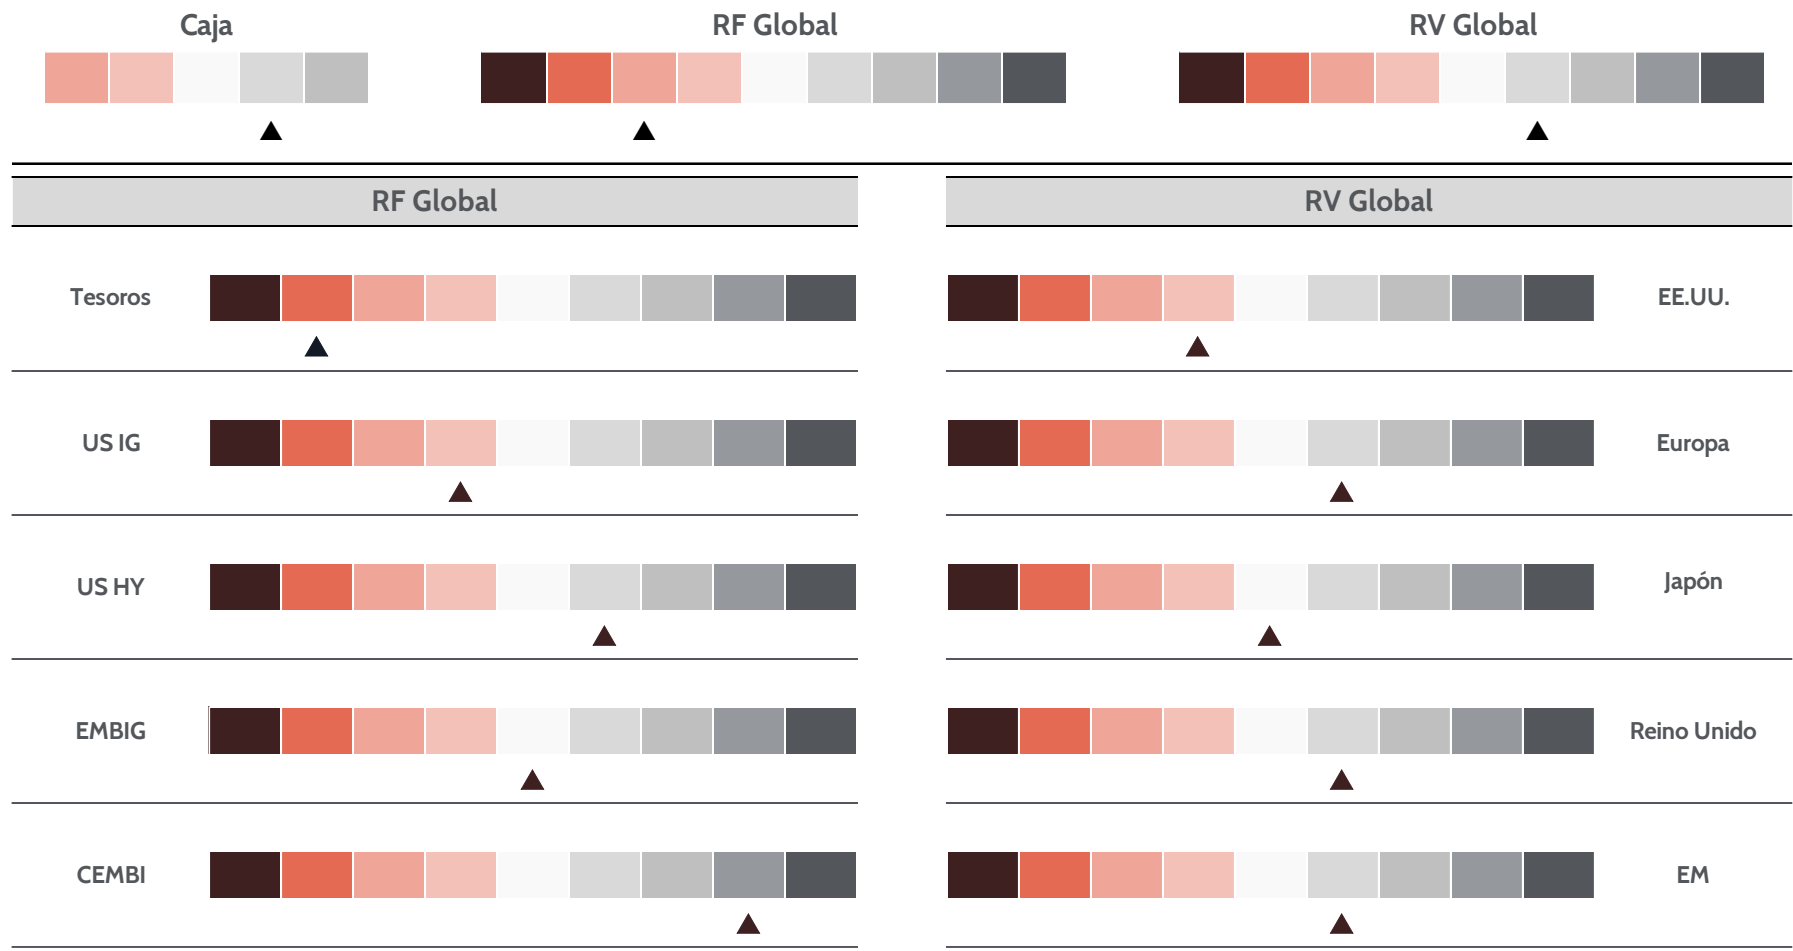 Caja
RF Global
RV Global
RF Global
RV Global
Tesoros
EE.UU.
US IG
Europa
US HY
Japón
EMBIG
Reino Unido
CEMBI
EM